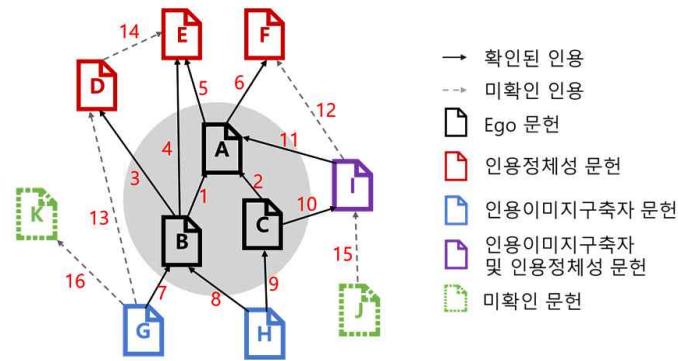 14
E
F
확인된 인용
D
5
6
미확인 인용
12
Ego 문헌
4
A
11
인용정체성 문헌
3
I
1
2
K
13
10
인용이미지구축자 문헌
B
C
인용이미지구축자
및 인용정체성 문헌
16
15
7
8
9
미확인 문헌
G
H
J